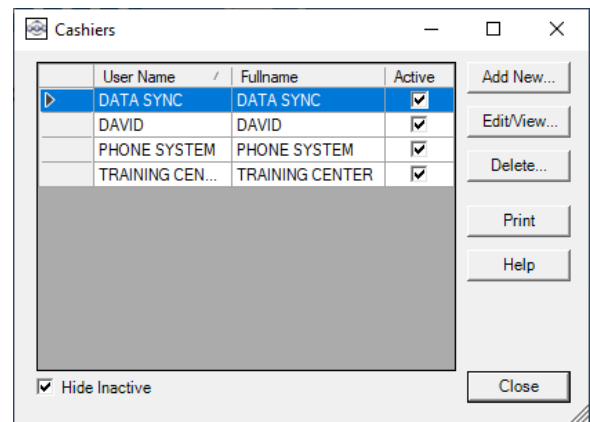 Cashiers
User Name / Fullname Active Add New...
DATA SYNC DATA SYNC
DAVID DAVID Edit/View...
PHONE SYSTEM PHONE SYSTEM
TRAINING CEN... TRAINING CENTER Delete...
Print
Help
Hide Inactive Close